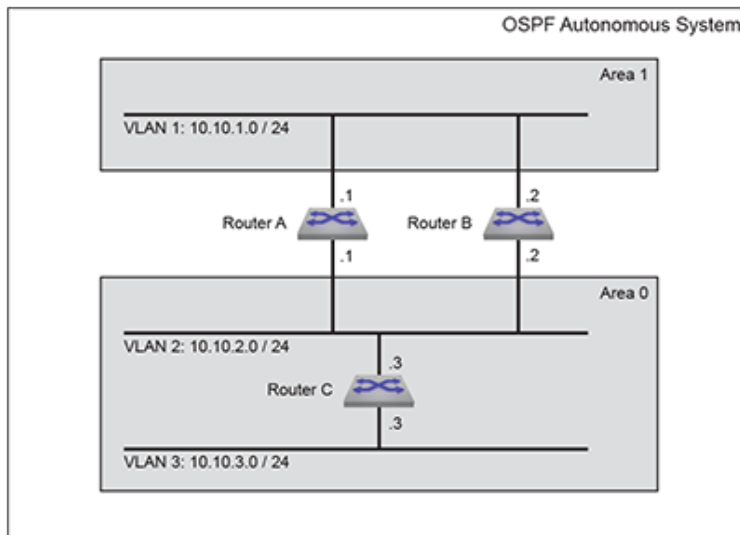 OSPF Autonomous System
Area 1
VLAN 1: 10.10.1.0 / 24
.1
.2
Router A
Router B
.1
.2
Area 0
VLAN 2: 10.10.2.0 / 24
.3
Router C
.3
VLAN 3: 10.10.3.0 / 24